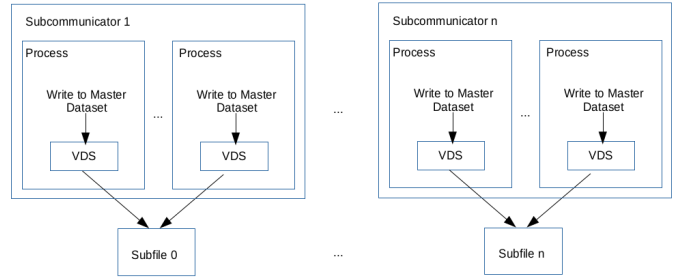 Subcommunicator 1
Process
Write to Master
Dataset
VDS
...
Process
Write to Master
Dataset
VDS
Subfile 0
...
Subcommunicator n
Process
Write to Master
Dataset
VDS
...
Process
Write to Master
Dataset
VDS
Subfile n
...